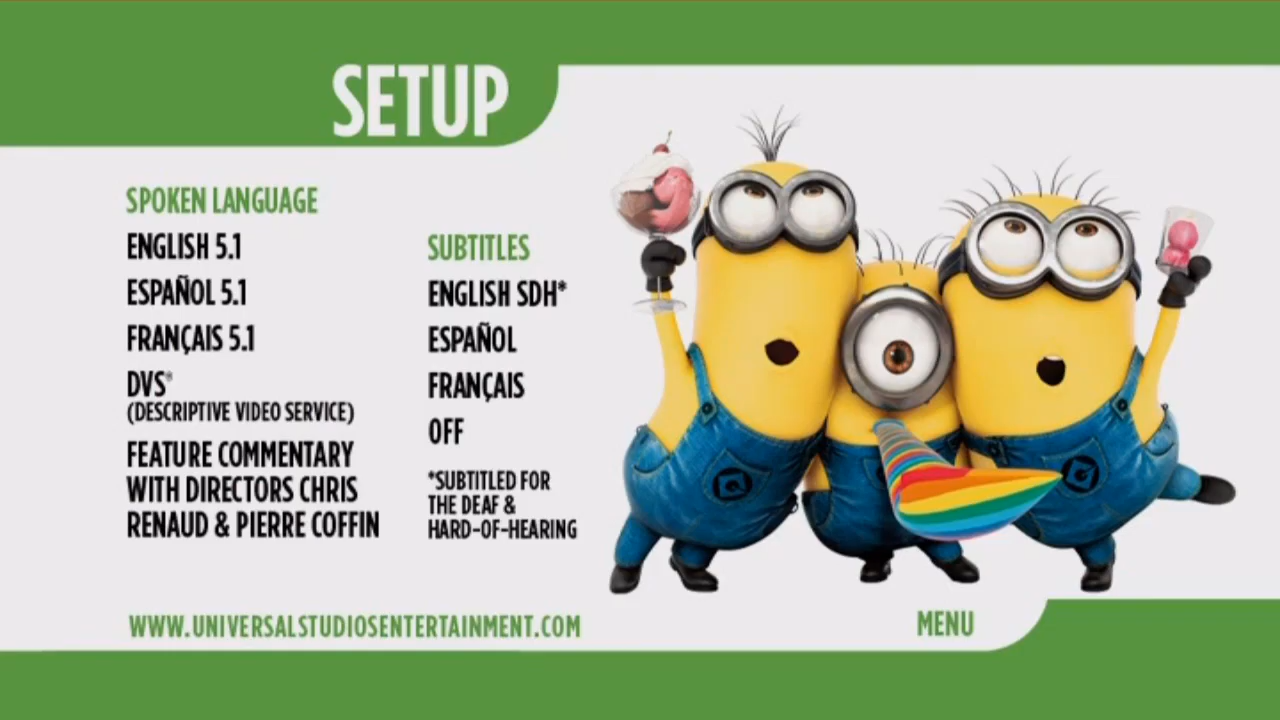 SETUP
SPOKEN LANGUAGE
ENGLISH 5.1
ESPAÑOL 5.1
FRANÇAIS 5.1
DVS®
(DESCRIPTIVE VIDEO SERVICE)
FEATURE COMMENTARY
WITH DIRECTORS CHRIS
RENAUD & PIERRE COFFIN
SUBTITLES
ENGLISH SDH*
ESPAÑOL
FRANÇAIS
OFF
*SUBTITLED FOR
THE DEAF &
HARD-OF-HEARING
WWW.UNIVERSALSTUDIOSENTERTAINMENT.COM
MENU